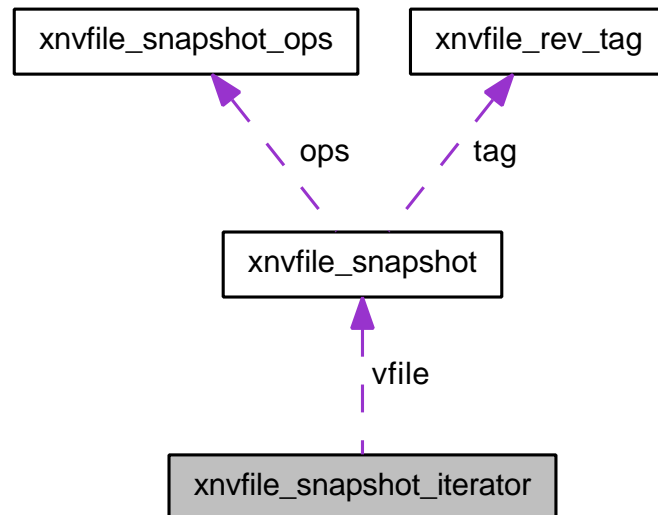 xnvfile_snapshot_ops
xnvfile_rev_tag
ops
tag
xnvfile_snapshot
vfile
xnvfile_snapshot_iterator